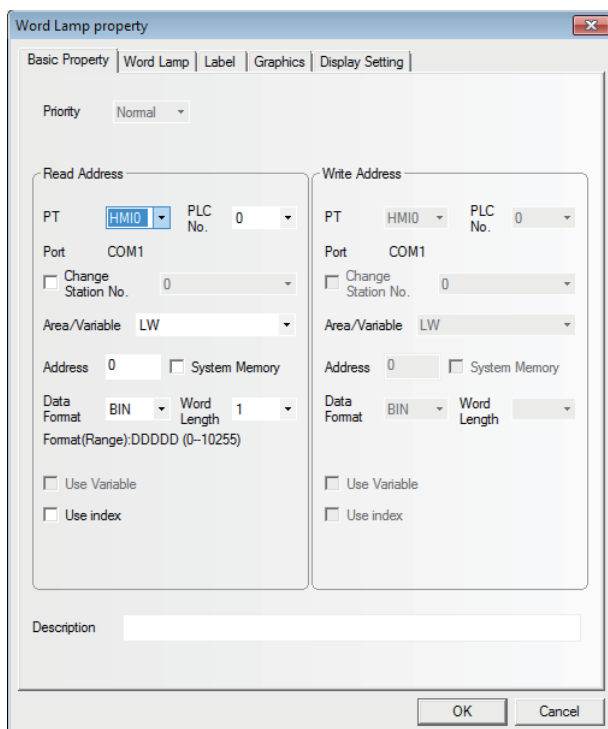 Word Lamp property
Basic Property Word Lamp Label Graphics Display Setting
Priority Normal
Read Address
PT HMI0 PLC No. 0
Port COM1
Change Station No. 0
Area/Variable LW
Address 0 System Memory
Data Format BIN Word Length 1
Format(Range):DDDDD (0--10255)
Use Variable
Use index
Write Address
PT HMI0 PLC No. 0
Port COM1
Change Station No. 0
Area/Variable LW
Address 0 System Memory
Data Format BIN Word Length
Use Variable
Use index
Description
OK Cancel